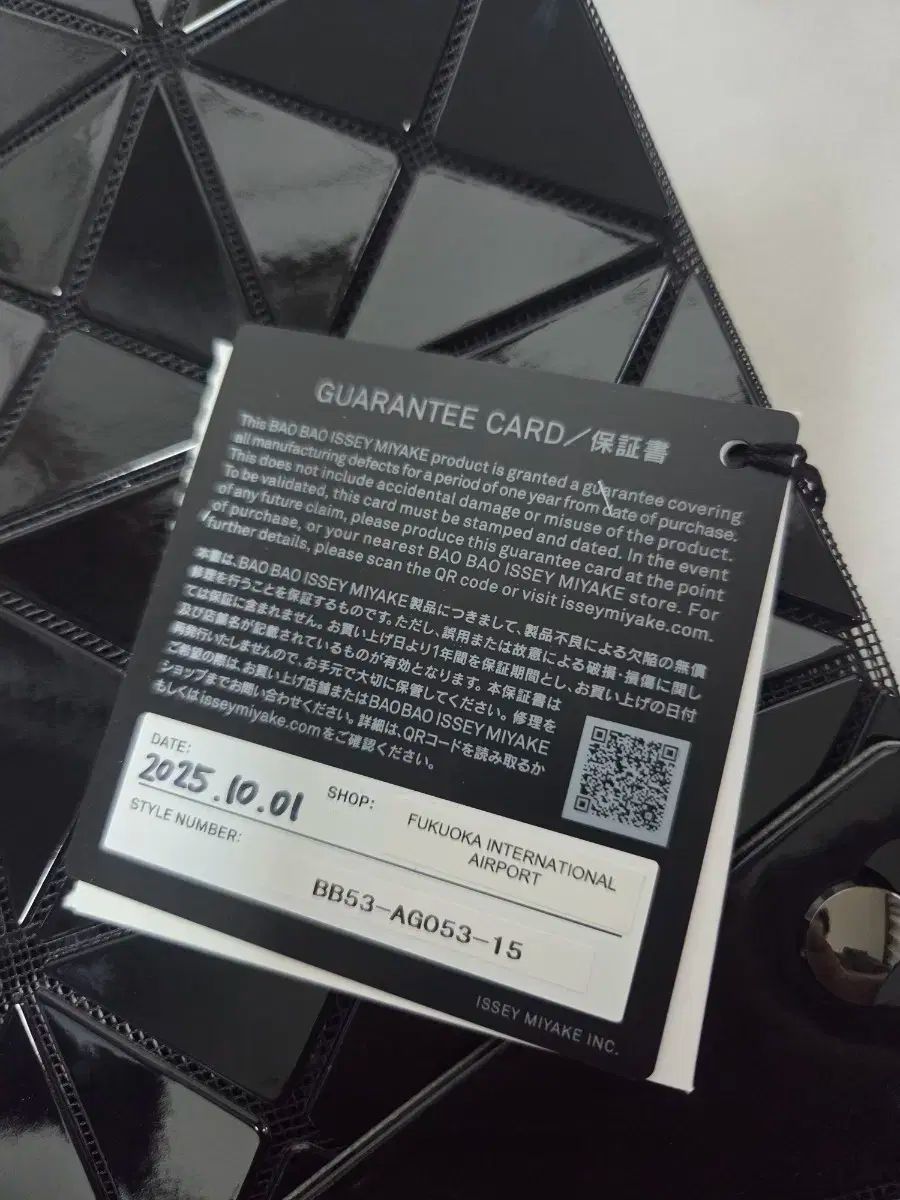 GUARANTEE CARD/保証書
This BAO BAO ISSEY MIYAKE product is granted a guarantee covering
all manufacturing defects for a period of one year from date of purchase.
This does not include accidental damage or misuse of the product.
To be validated, this card must be stamped and dated. In the event
of any future claim, please produce this guarantee card at the point
of purchase, or your nearest BAO BAO ISSEY MIYAKE store. For
further details, please scan the QR code or visit isseymiyake.com.
本書は、BAO BAO ISSEY MIYAKE製品につきまして、製品不良による欠陥の無償
修理を行うことを保証するものです。ただし、誤用または故意による破損・損傷に関し
ては保証に含まれません。お買い上げ日より1年間を保証期間とし、お買い上げの日付
及び店舗名が記載されているものが有効となります。本保証書は
再発行いたしませんので、お手元で大切に保管してください。修理を
ご希望の際は、お買い上げ店舗またはBAO BAO ISSEY MIYAKE
ショップまでお問い合わせください。詳細は、QRコードを読み取るか
もしくはisseymiyake.comをご確認ください。
DATE:
2025.10.01
SHOP:
FUKUOKA INTERNATIONAL
AIRPORT
STYLE NUMBER:
BB53-AG053-15
ISSEY MIYAKE INC.